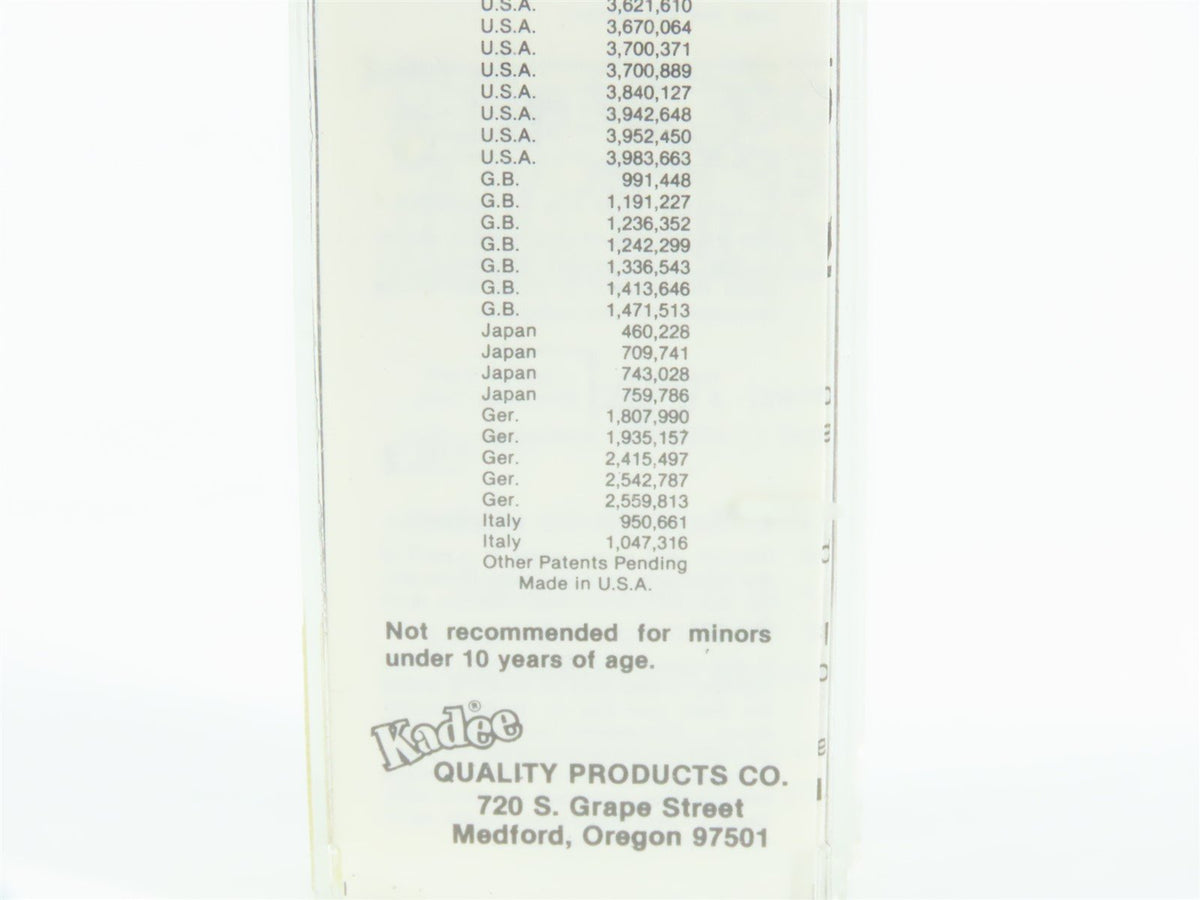 U.S.A. 3,621,610
U.S.A. 3,670,064
U.S.A. 3,700,371
U.S.A. 3,700,889
U.S.A. 3,840,127
U.S.A. 3,942,648
U.S.A. 3,952,450
U.S.A. 3,983,663
G.B. 991,448
G.B. 1,191,227
G.B. 1,236,352
G.B. 1,242,299
G.B. 1,336,543
G.B. 1,413,646
G.B. 1,471,513
Japan 460,228
Japan 709,741
Japan 743,028
Japan 759,786
Ger. 1,807,990
Ger. 1,935,157
Ger. 2,415,497
Ger. 2,542,787
Ger. 2,559,813
Italy 950,661
Italy 1,047,316
Other Patents Pending
Made in U.S.A.
Not recommended for minors
under 10 years of age.
Kadee®
QUALITY PRODUCTS CO.
720 S. Grape Street
Medford, Oregon 97501